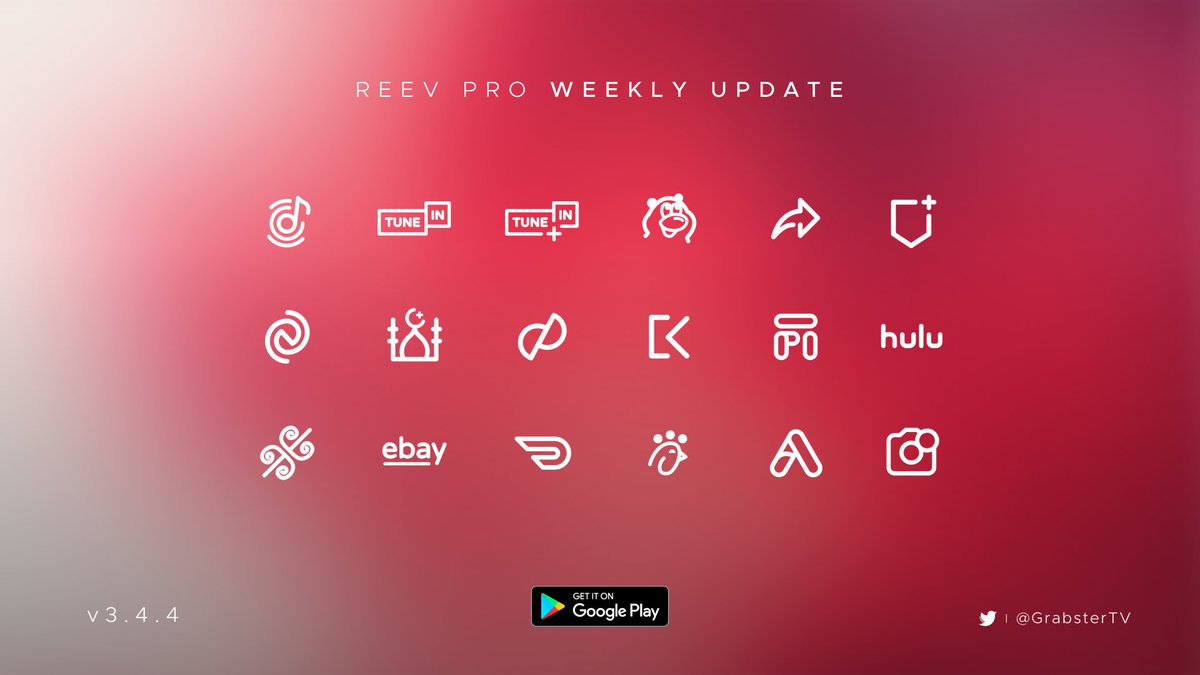 REEV PRO WEEKLY UPDATE
TUNE IN
TUNE IN
hulu
ebay
v3.4.4
GET IT ON
Google Play
@GrabsterTV